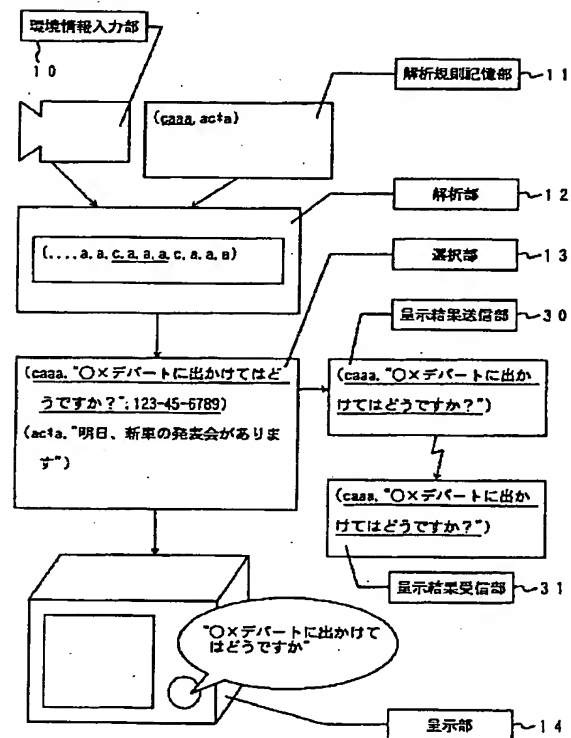 環境情報入力部
10
解析規則記憶部
11
(caaa, ac*a)
解析部
12
(....a,a,c,a,a,a,c,a,a,a)
選択部
13
呈示結果送信部
30
(caaa,"○×デパートに出かけてはど
うですか?";123-45-6789)
(ac*a,"明日、新車の発表会がありま
す")
(caaa,"○×デパートに出か
けてはどうですか?")
(caaa,"○×デパートに出か
けてはどうですか?")
呈示結果受信部
31
"○×デパートに出かけて
はどうですか"
呈示部
14